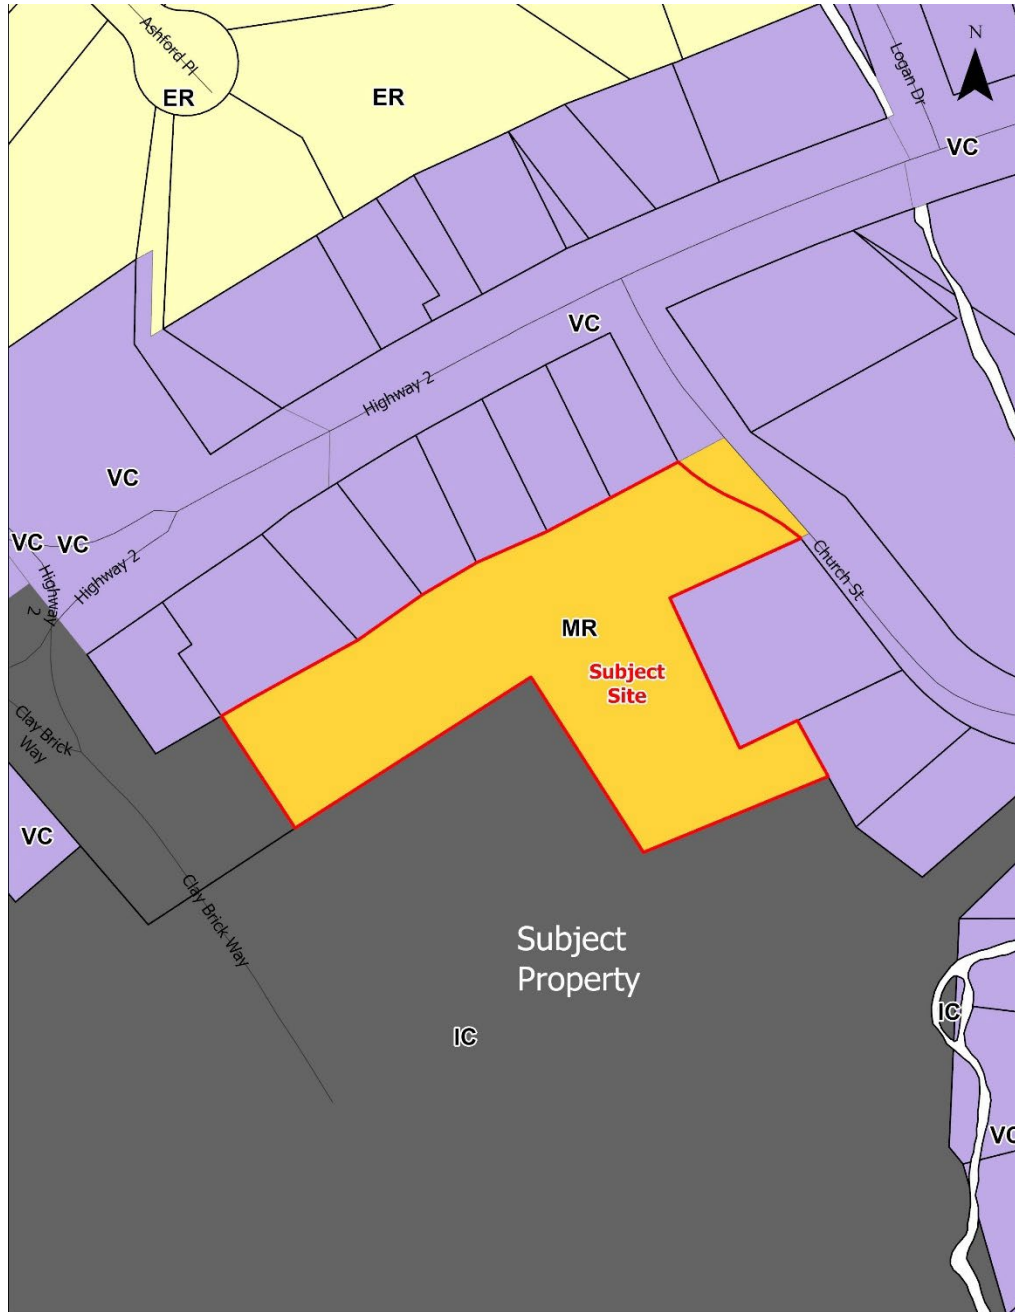 Ashford Pl
N
Logan Dr
ER
ER
VC
VC
Highway 2
VC
VC
VC
Highway 2
Highway
2
Church St
MR
Subject
Site
Clay Brick
Way
VC
Clay Brick Way
Subject
Property
IC
IC
VC